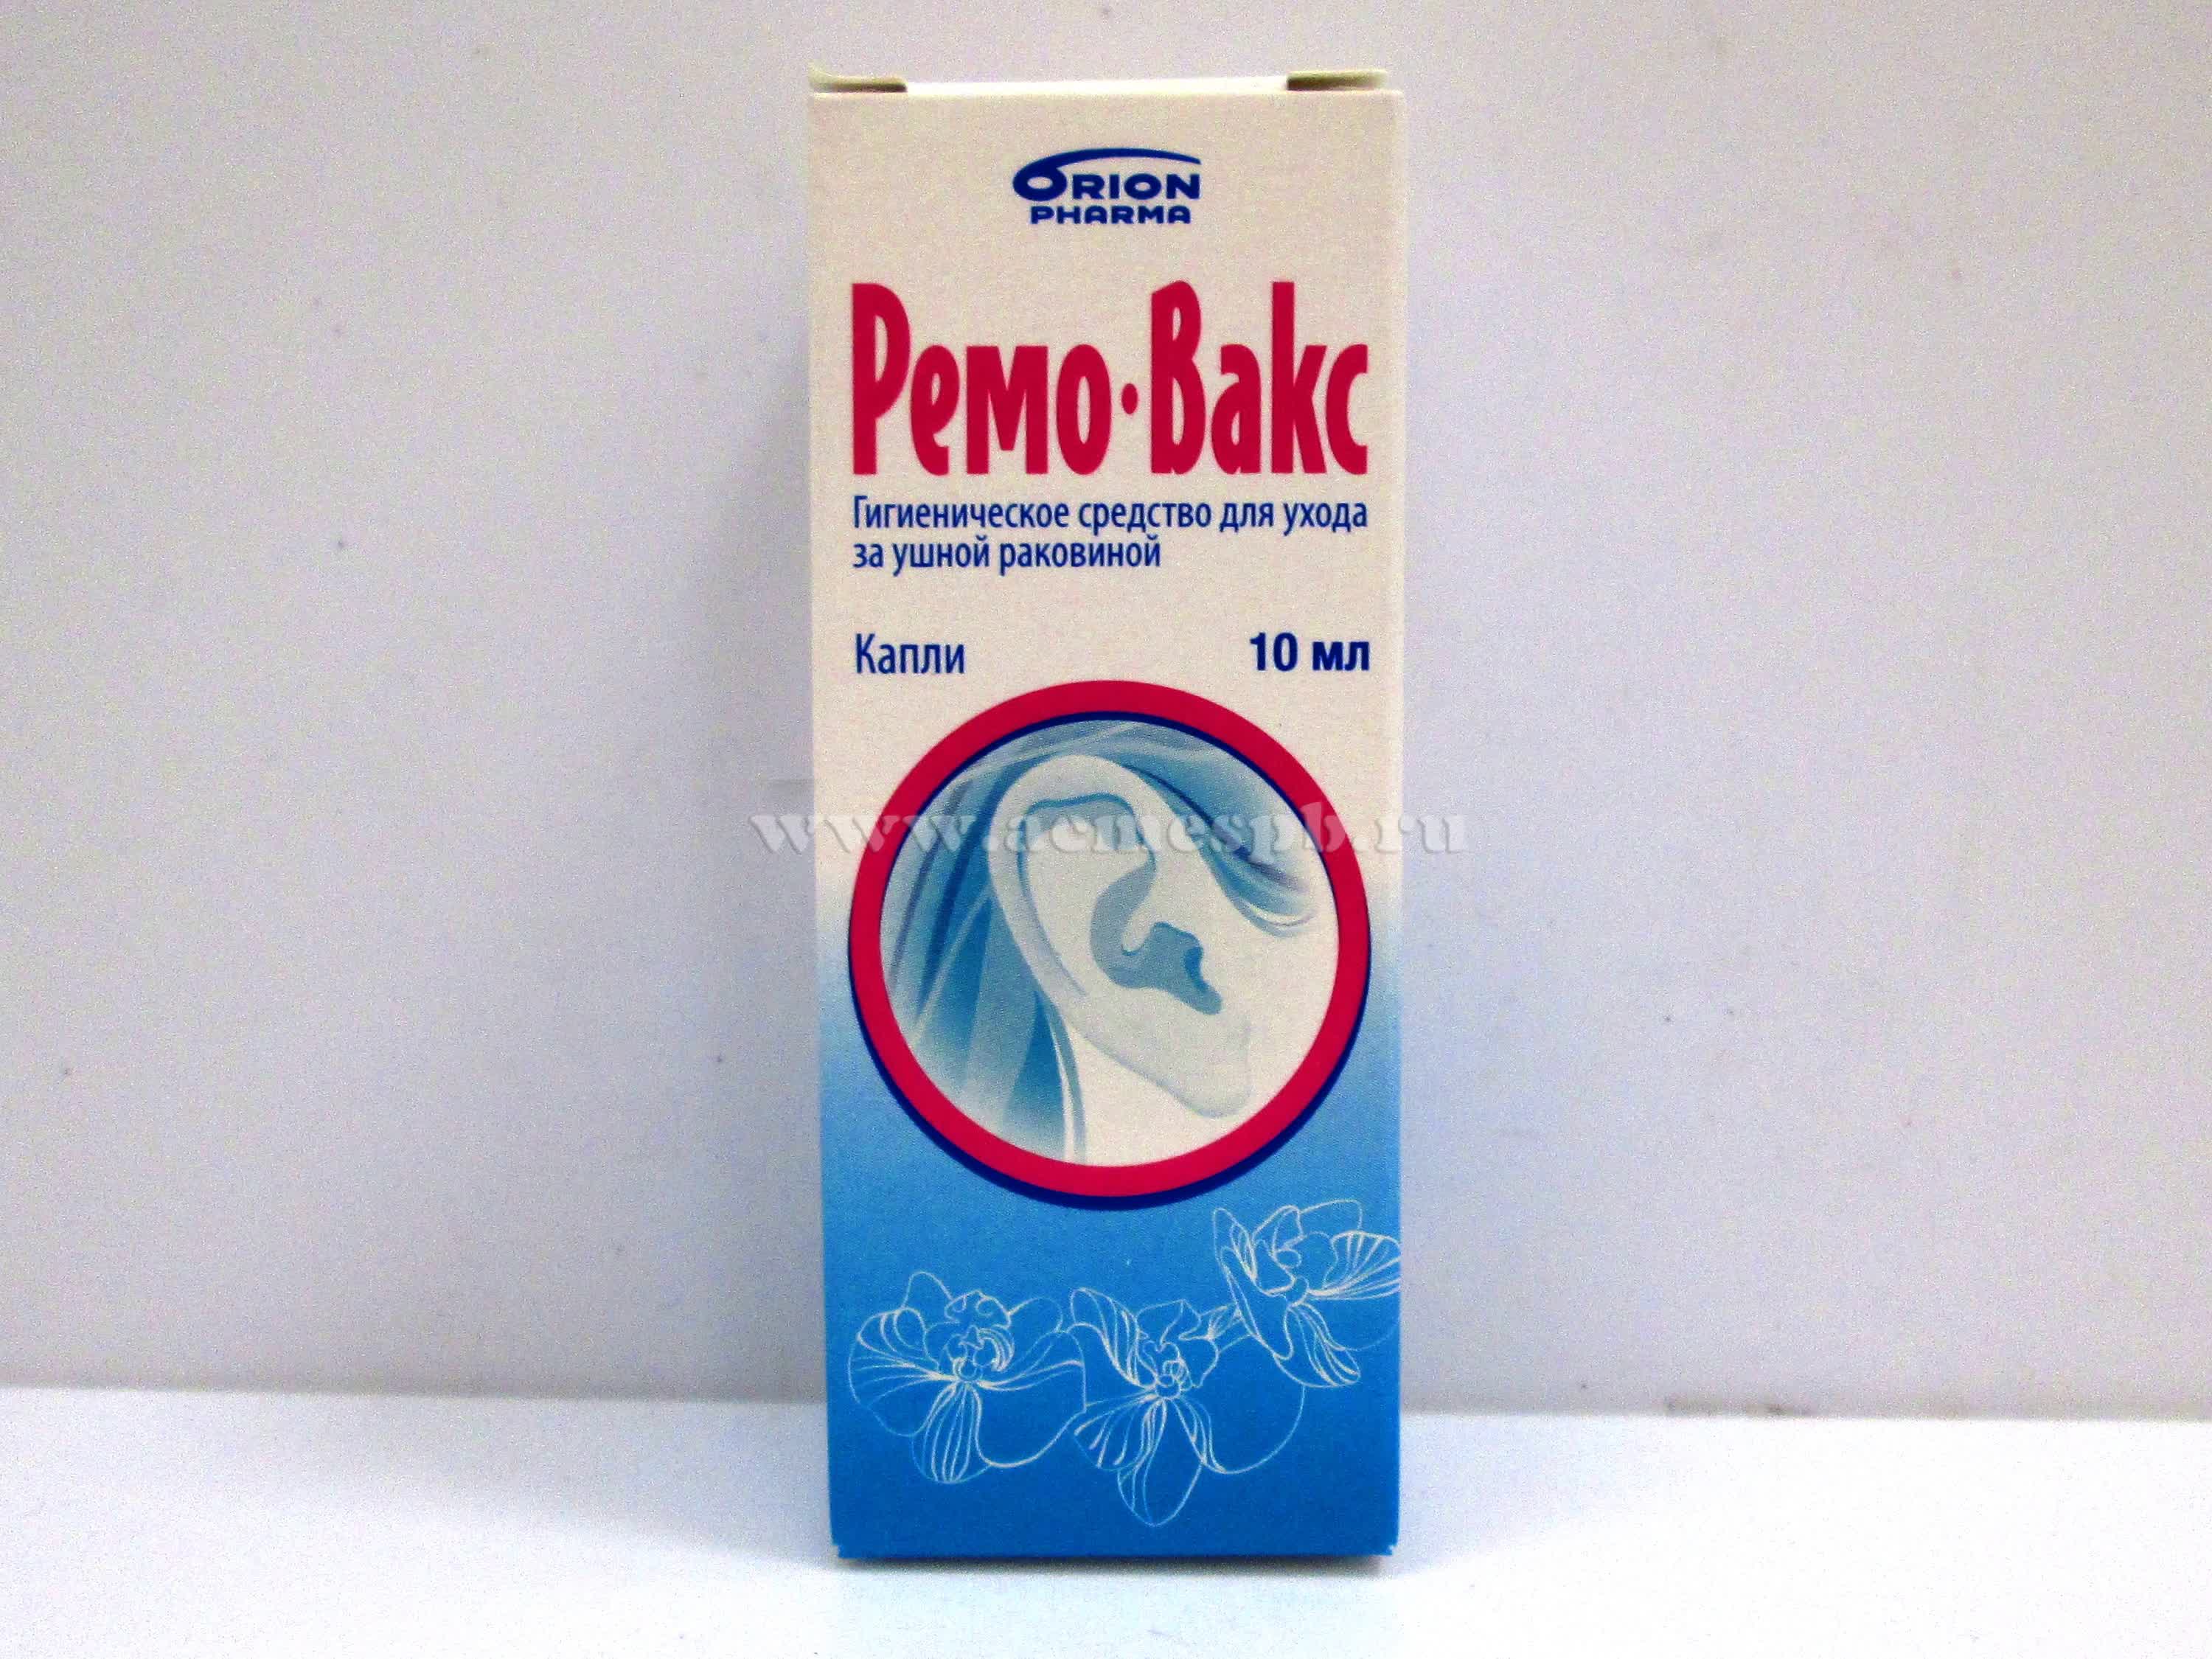 ORION
PHARMA
Ремо·Вакс
Гигиеническое средство для ухода
за ушной раковиной
Капли 10 мл
www.acmespb.ru